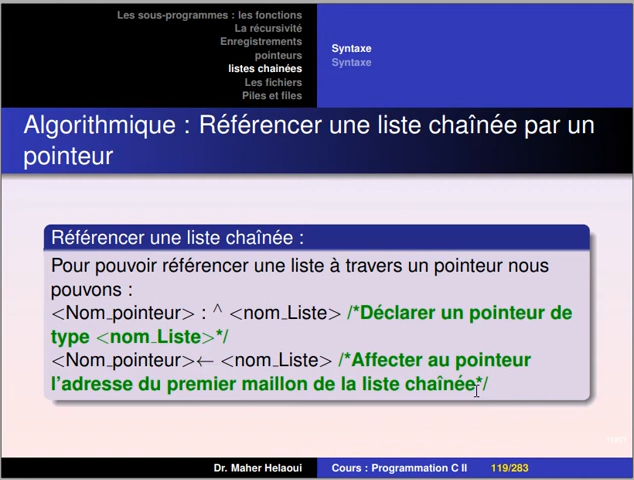 Les sous-programmes : les fonctions
La récursivité
Enregistrements
pointeurs
listes chainées
Les fichiers
Piles et files
Syntaxe
Syntaxe
Algorithmique : Référencer une liste chaînée par un
pointeur
Référencer une liste chaînée :
Pour pouvoir référencer une liste à travers un pointeur nous
pouvons :
<Nom_pointeur> : ^ <nom_Liste> /*Déclarer un pointeur de
type <nom_Liste>*/
<Nom_pointeur>← <nom_Liste> /*Affecter au pointeur
l'adresse du premier maillon de la liste chaînée*/
Dr. Maher Helaoui
Cours : Programmation C II
119/283